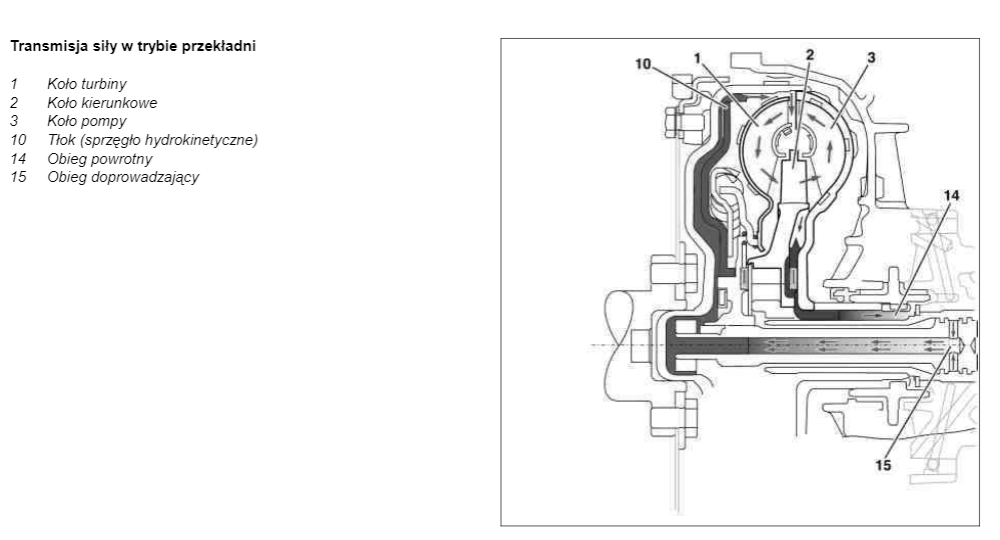 Transmisja siły w trybie przekładni
1 Koło turbiny
2 Koło kierunkowe
3 Koło pompy
10 Tłok (sprzęgło hydrokinetyczne)
14 Obieg powrotny
15 Obieg doprowadzający
10 1 2 3
14
15